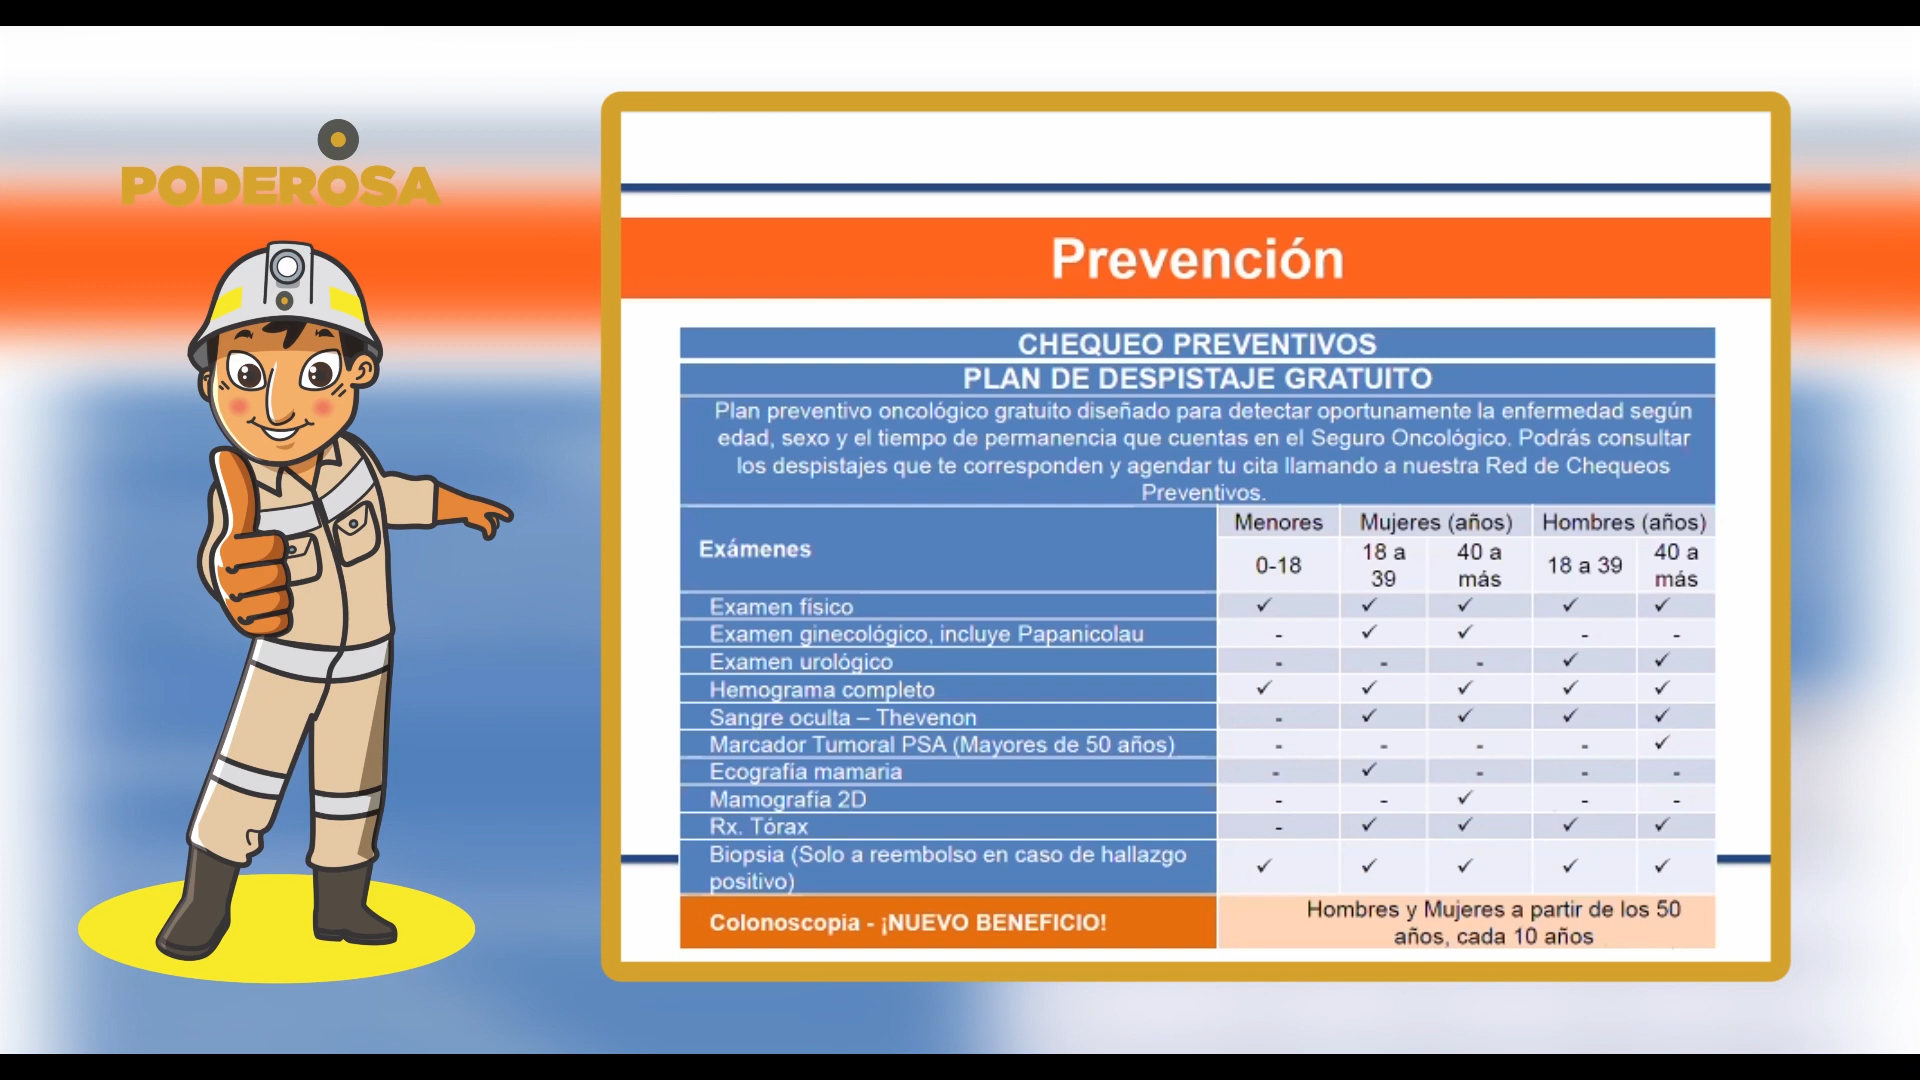 PODEROSA
Prevención
CHEQUEO PREVENTIVOS
PLAN DE DESPISTAJE GRATUITO
Plan preventivo oncológico gratuito diseñado para detectar oportunamente la enfermedad según
edad, sexo y el tiempo de permanencia que cuentas en el Seguro Oncológico. Podrás consultar
los despistajes que te corresponden y agendar tu cita llamando a nuestra Red de Chequeos
Preventivos.
Exámenes Menores Mujeres (años) Hombres (años)
0-18 18 a 39 40 a más 18 a 39 40 a más
Examen físico ✓ ✓ ✓ ✓ ✓
Examen ginecológico, incluye Papanicolau - ✓ ✓ - -
Examen urológico - - - ✓ ✓
Hemograma completo ✓ ✓ ✓ ✓ ✓
Sangre oculta – Thevenon - ✓ ✓ ✓ ✓
Marcador Tumoral PSA (Mayores de 50 años) - - - - ✓
Ecografía mamaria - ✓ - - -
Mamografía 2D - - ✓ - -
Rx. Tórax - ✓ ✓ ✓ ✓
Biopsia (Solo a reembolso en caso de hallazgo
positivo) ✓ ✓ ✓ ✓ ✓
Colonoscopia - ¡NUEVO BENEFICIO! Hombres y Mujeres a partir de los 50
años, cada 10 años